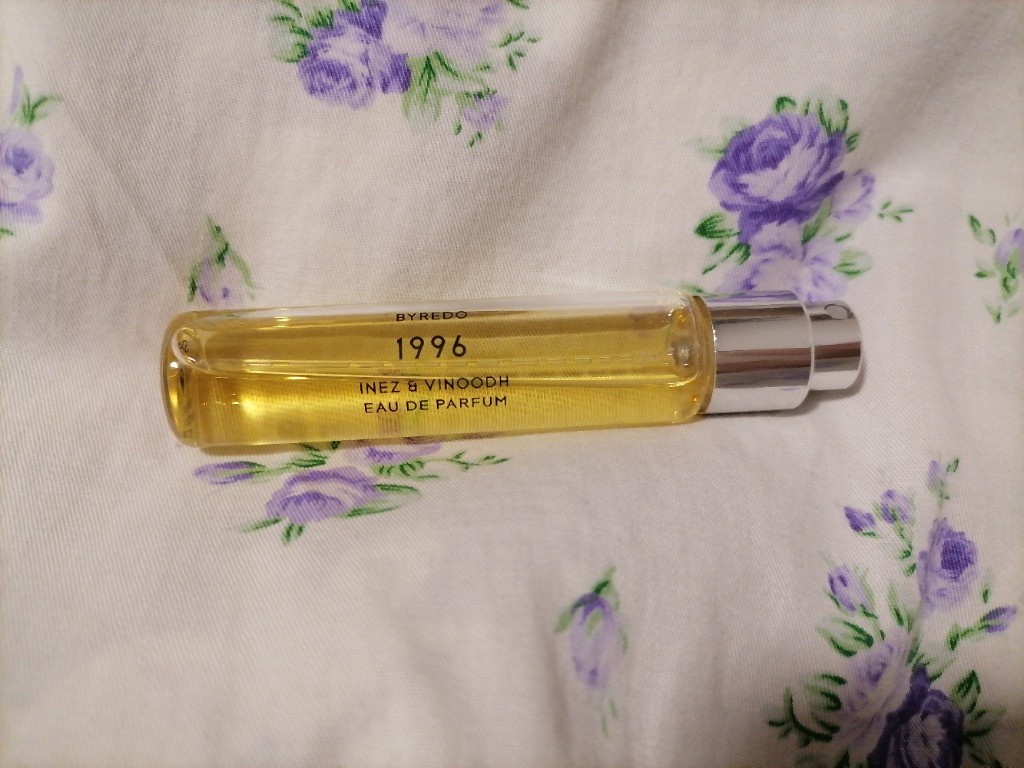 BYREDO
1996
INEZ & VINOODH
EAU DE PARFUM